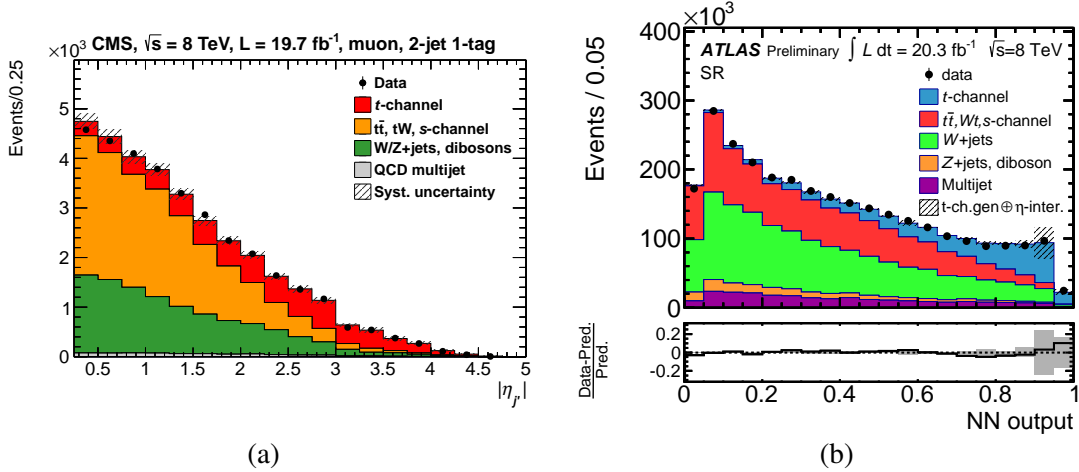 CMS, √s = 8 TeV, L = 19.7 fb⁻¹, muon, 2-jet 1-tag
×10³
Events/0.25
5
4
3
2
1
0
Data
t-channel
tt̄, tW, s-channel
W/Z+jets, dibosons
QCD multijet
Syst. uncertainty
0.5 1 1.5 2 2.5 3 3.5 4 4.5 5
|η_j'|
(a)
×10³
Events / 0.05
400
300
200
100
0
ATLAS Preliminary ∫ L dt = 20.3 fb⁻¹ √s=8 TeV
SR
data
t-channel
tt̄,Wt,s-channel
W+jets
Z+jets, diboson
Multijet
t-ch.gen⊕η-inter.
Data-Pred.
Pred.
0.2
0
-0.2
0 0.2 0.4 0.6 0.8 1
NN output
(b)